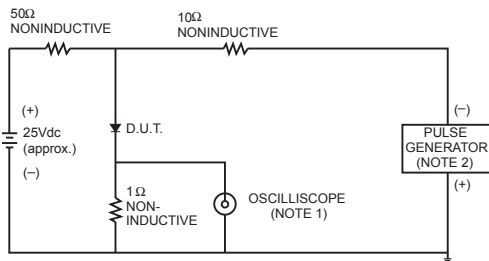 50Ω
NONINDUCTIVE
10Ω
NONINDUCTIVE
(+)
25Vdc
(approx.)
(–)
D.U.T.
1Ω
NON-
INDUCTIVE
OSCILLISCOPE
(NOTE 1)
(–)
PULSE
GENERATOR
(NOTE 2)
(+)